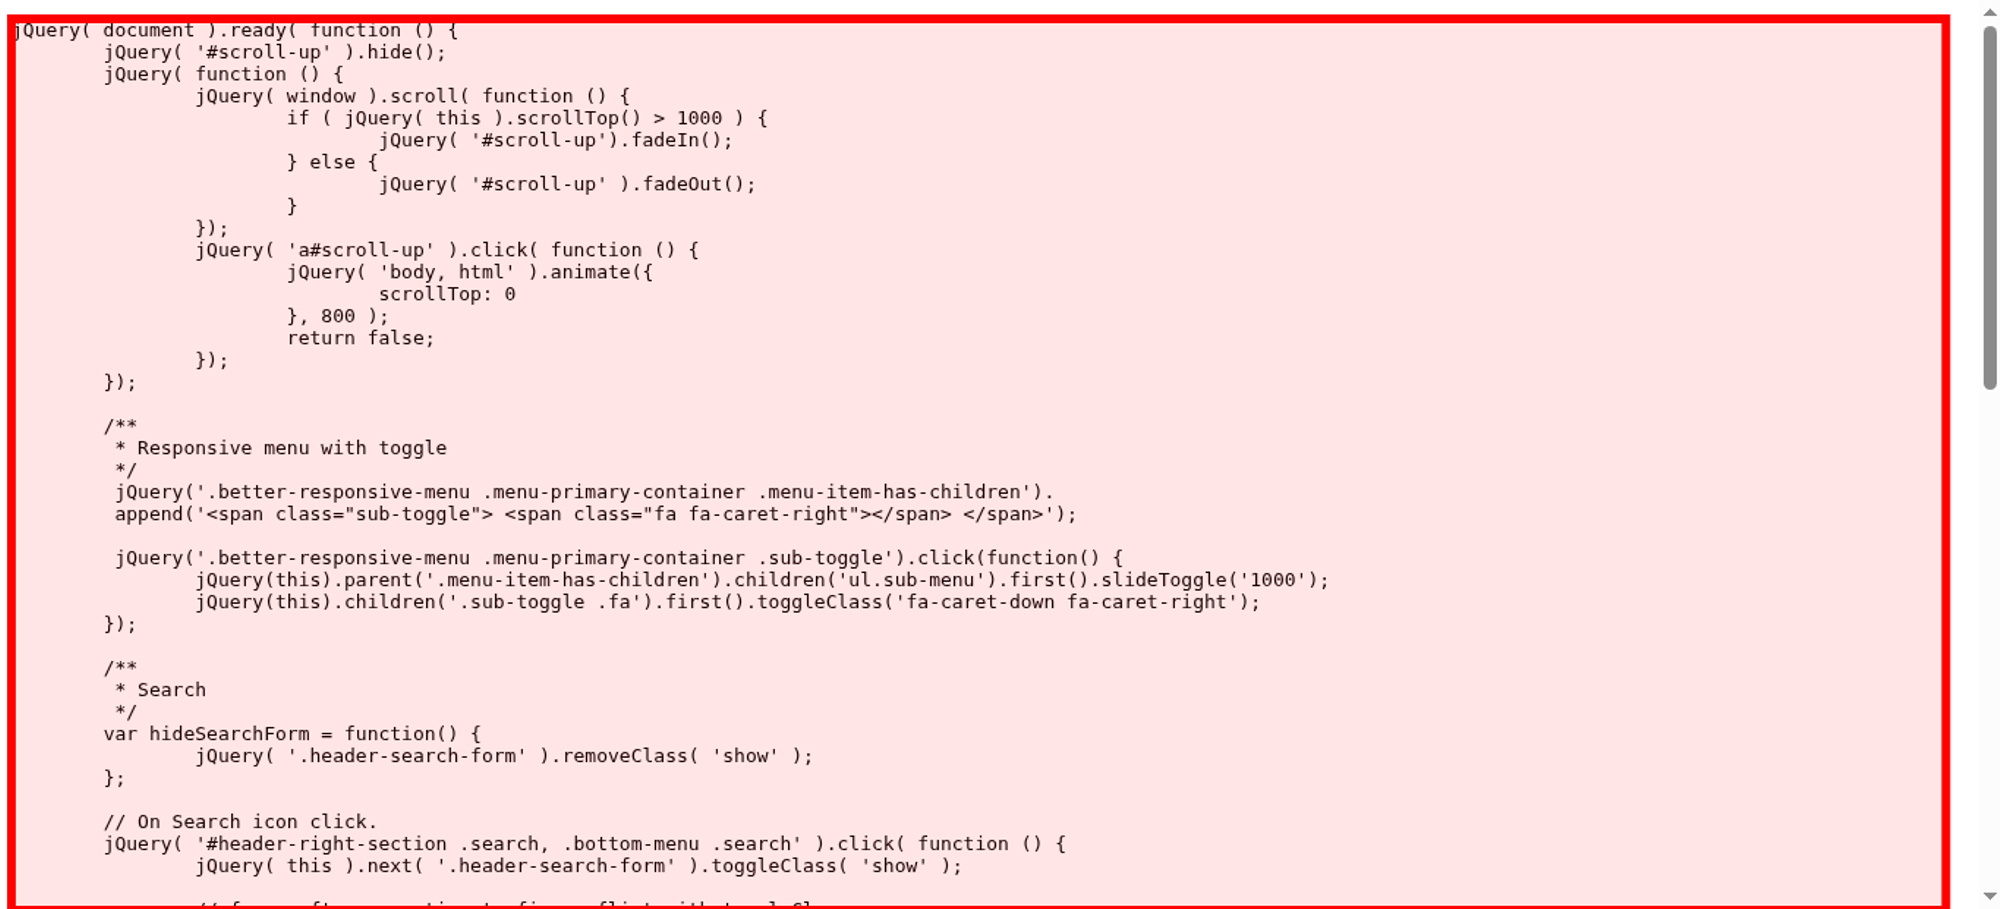 jQuery( document ).ready( function () {
        jQuery( '#scroll-up' ).hide();
        jQuery( function () {
                jQuery( window ).scroll( function () {
                        if ( jQuery( this ).scrollTop() > 1000 ) {
                                jQuery( '#scroll-up').fadeIn();
                        } else {
                                jQuery( '#scroll-up' ).fadeOut();
                        }
                });
                jQuery( 'a#scroll-up' ).click( function () {
                        jQuery( 'body, html' ).animate({
                                scrollTop: 0
                        }, 800 );
                        return false;
                });
        });

        /**
         * Responsive menu with toggle
         */
         jQuery('.better-responsive-menu .menu-primary-container .menu-item-has-children').
         append('<span class="sub-toggle"> <span class="fa fa-caret-right"></span> </span>');

         jQuery('.better-responsive-menu .menu-primary-container .sub-toggle').click(function() {
                jQuery(this).parent('.menu-item-has-children').children('ul.sub-menu').first().slideToggle('1000');
                jQuery(this).children('.sub-toggle .fa').first().toggleClass('fa-caret-down fa-caret-right');
        });

        /**
         * Search
         */
        var hideSearchForm = function() {
                jQuery( '.header-search-form' ).removeClass( 'show' );
        };

        // On Search icon click.
        jQuery( '#header-right-section .search, .bottom-menu .search' ).click( function () {
                jQuery( this ).next( '.header-search-form' ).toggleClass( 'show' );